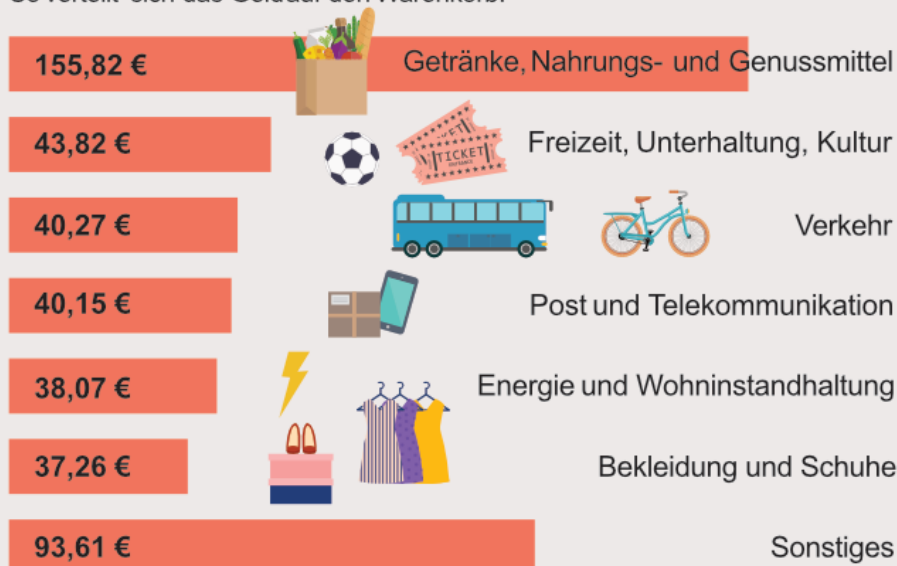 155,82 € Getränke, Nahrungs- und Genussmittel
TICKET
43,82 € Freizeit, Unterhaltung, Kultur
40,27 € Verkehr
40,15 € Post und Telekommunikation
38,07 € Energie und Wohninstandhaltung
37,26 € Bekleidung und Schuhe
93,61 € Sonstiges